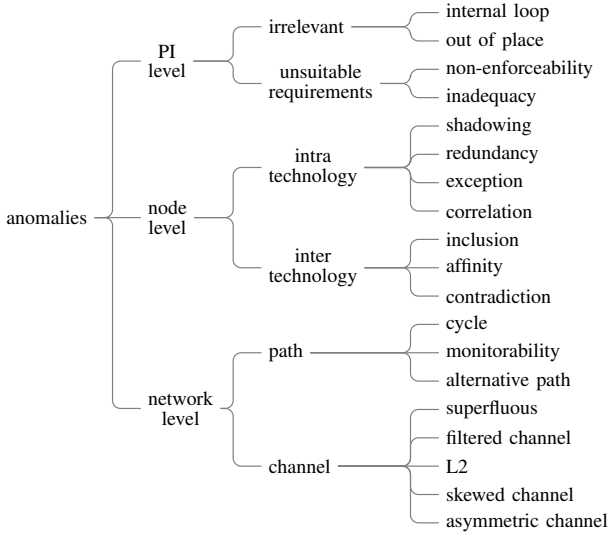 anomalies
PI
level
irrelevant
internal loop
out of place
unsuitable
requirements
non-enforceability
inadequacy
node
level
intra
technology
shadowing
redundancy
exception
correlation
inter
technology
inclusion
affinity
contradiction
network
level
path
cycle
monitorability
alternative path
channel
superfluous
filtered channel
L2
skewed channel
asymmetric channel